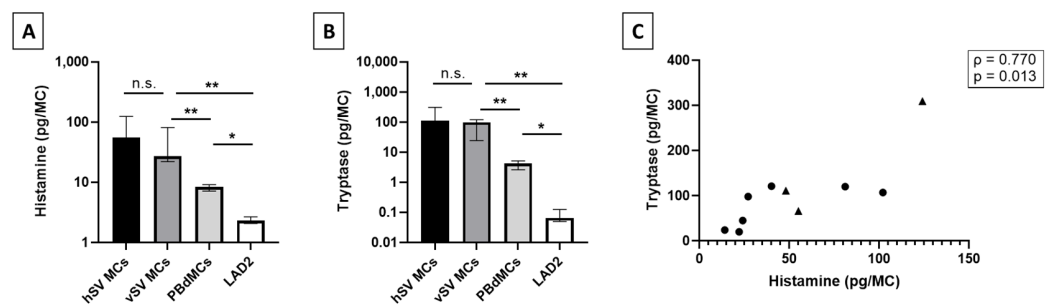 A
Histamine (pg/MC)
1,000
100
10
1
n.s.
**
**
*
hSV MCs
vSV MCs
PBdMCs
LAD2
B
Tryptase (pg/MC)
10,000
1,000
100
10
1
0.1
0.01
n.s.
**
**
*
hSV MCs
vSV MCs
PBdMCs
LAD2
C
Tryptase (pg/MC)
400
300
200
100
0
0
50
100
150
Histamine (pg/MC)
ρ = 0.770
p = 0.013